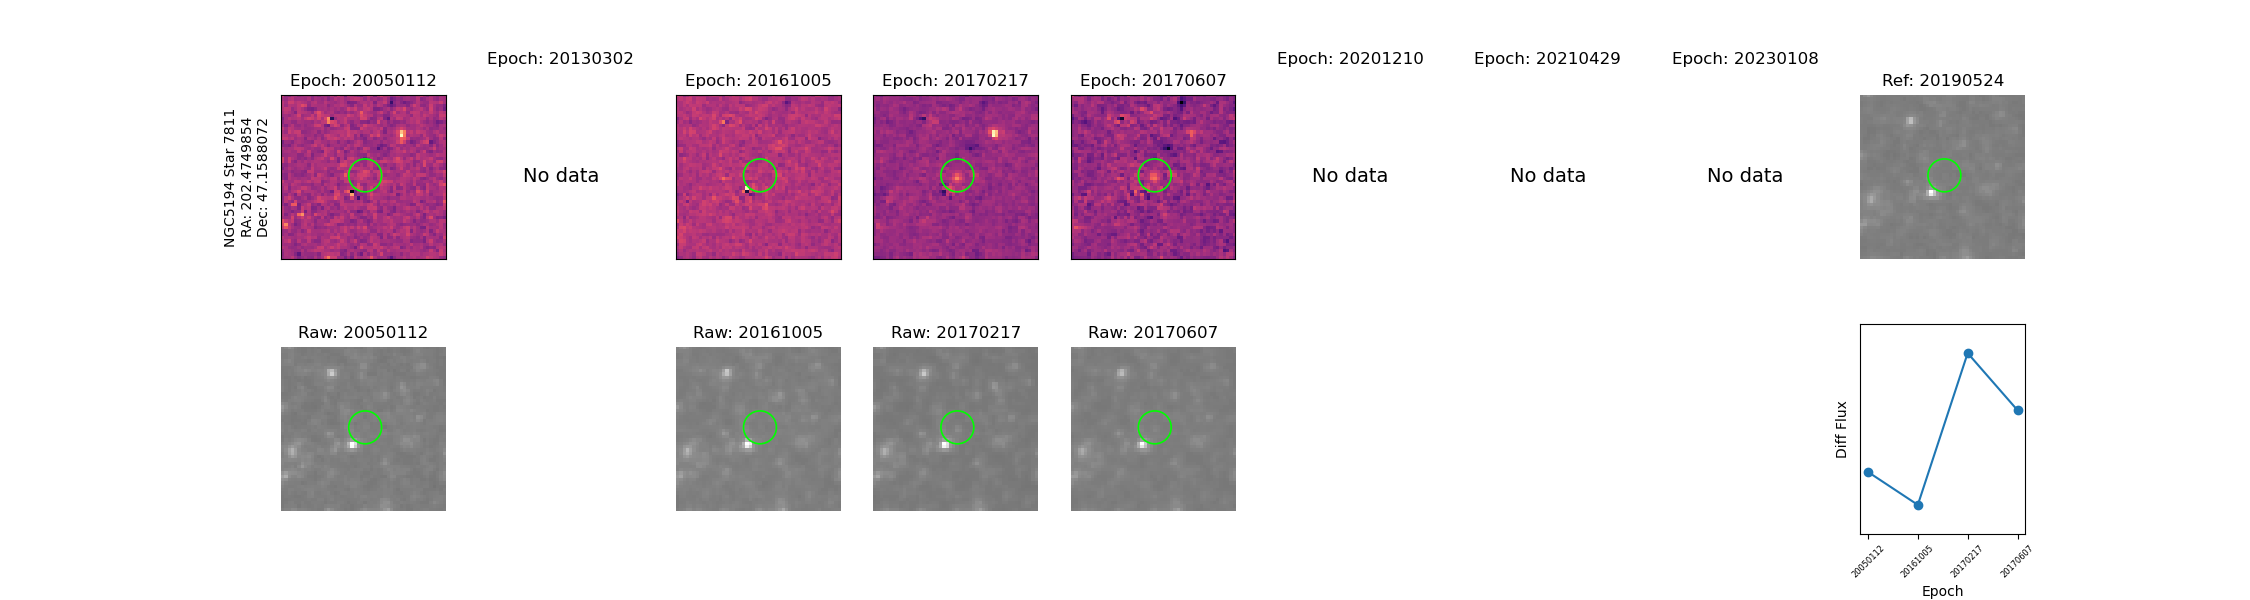 Epoch: 20050112
Epoch: 20130302
Epoch: 20161005
Epoch: 20170217
Epoch: 20170607
Epoch: 20201210
Epoch: 20210429
Epoch: 20230108
Ref: 20190524
NGC5194 Star 7811
RA: 202.4749854
Dec: 47.1588072
No data
No data
No data
No data
Raw: 20050112
Raw: 20161005
Raw: 20170217
Raw: 20170607
Diff Flux
20050112
20161005
20170217
20170607
Epoch